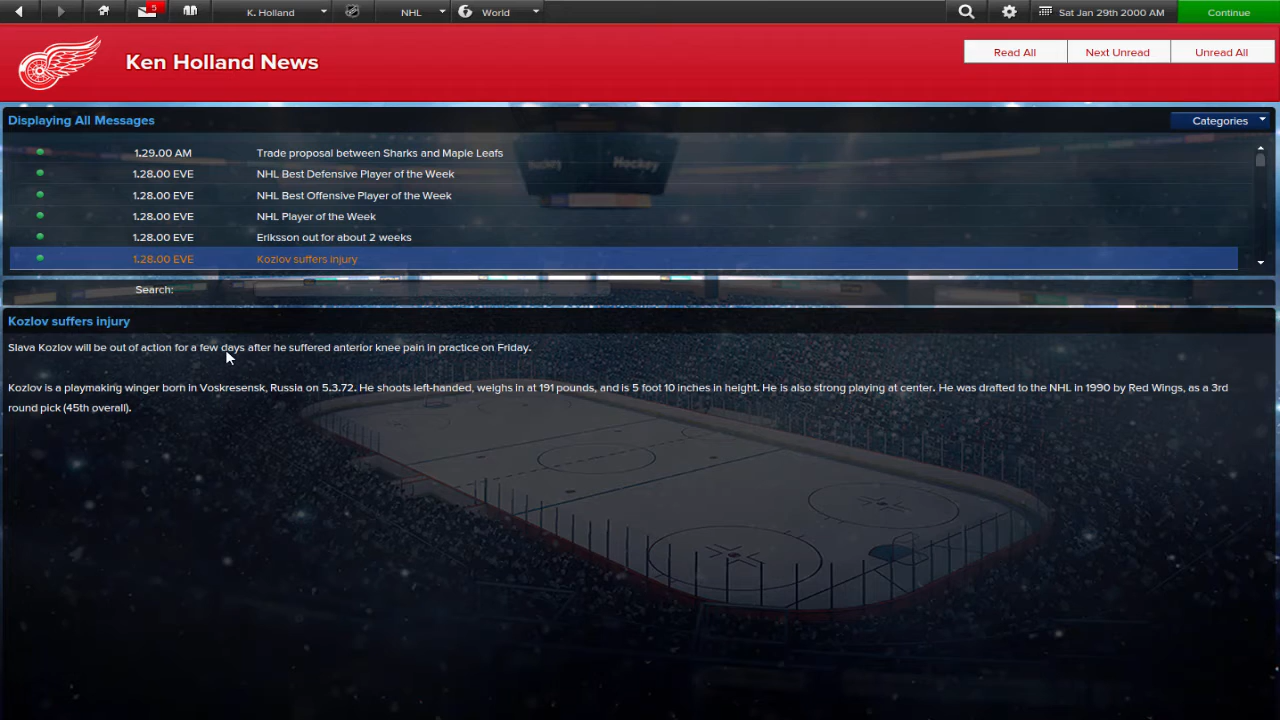 5
K. Holland
NHL
World
Sat Jan 29th 2000 AM
Continue
Ken Holland News
Read All
Next Unread
Unread All
Displaying All Messages
Categories
1.29.00 AM Trade proposal between Sharks and Maple Leafs
1.28.00 EVE NHL Best Defensive Player of the Week
1.28.00 EVE NHL Best Offensive Player of the Week
1.28.00 EVE NHL Player of the Week
1.28.00 EVE Eriksson out for about 2 weeks
1.28.00 EVE Kozlov suffers injury
Search:
Kozlov suffers injury
Slava Kozlov will be out of action for a few days after he suffered anterior knee pain in practice on Friday.
Kozlov is a playmaking winger born in Voskresensk, Russia on 5.3.72. He shoots left-handed, weighs in at 191 pounds, and is 5 foot 10 inches in height. He is also strong playing at center. He was drafted to the NHL in 1990 by Red Wings, as a 3rd
round pick (45th overall).